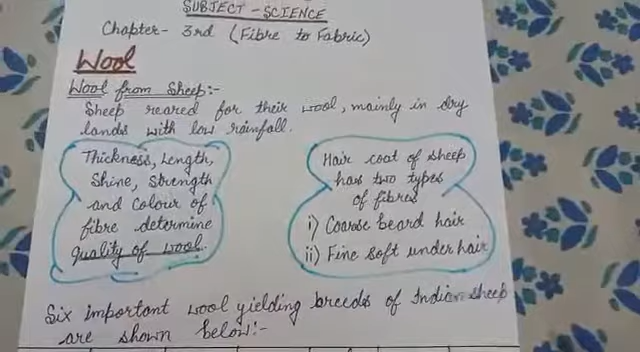 SUBJECT - SCIENCE
Chapter - 3rd (Fibre to Fabric)
Wool
Wool from Sheep:-
Sheep reared for their wool, mainly in dry
lands with low rainfall.
Thickness, Length,
Shine, Strength
and Colour of
fibre determine
quality of wool.
Hair coat of sheep
has two types
of fibres
i) Coarse beard hair
ii) Fine soft under hair
Six important wool yielding breeds of Indian sheep
are shown below:-